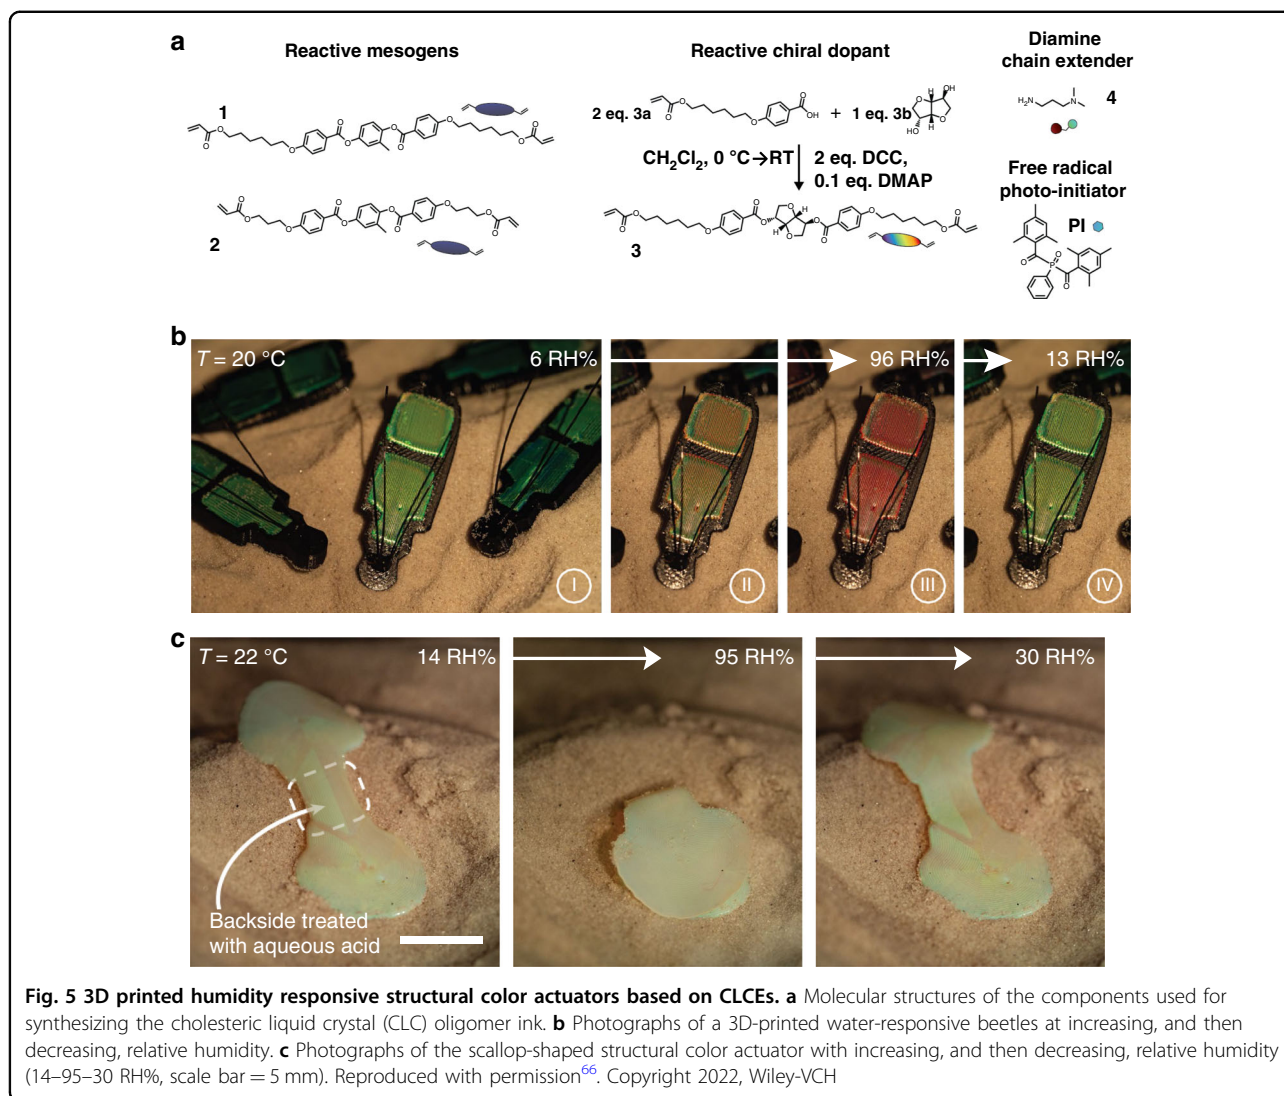 a
Reactive mesogens
Reactive chiral dopant
Diamine
chain extender
1
O
O
O
O
O
O
O
O
O
O
2
O
O
O
O
O
O
O
O
O
O
2 eq. 3a
O
O
O
O
OH
+
1 eq. 3b
O
OH
H
H
HO
O
CH2Cl2, 0 °C→RT
2 eq. DCC,
0.1 eq. DMAP
3
O
O
O
O
O
O
H
H
O
O
O
O
O
O
H2N
N
4
Free radical
photo-initiator
PI
O
P
O
O
b
T = 20 °C
6 RH%
96 RH%
13 RH%
I
II
III
IV
c
T = 22 °C
14 RH%
95 RH%
30 RH%
Backside treated
with aqueous acid
Fig. 5 3D printed humidity responsive structural color actuators based on CLCEs. a Molecular structures of the components used for
synthesizing the cholesteric liquid crystal (CLC) oligomer ink. b Photographs of a 3D-printed water-responsive beetles at increasing, and then
decreasing, relative humidity. c Photographs of the scallop-shaped structural color actuator with increasing, and then decreasing, relative humidity
(14–95–30 RH%, scale bar = 5 mm). Reproduced with permission66. Copyright 2022, Wiley-VCH